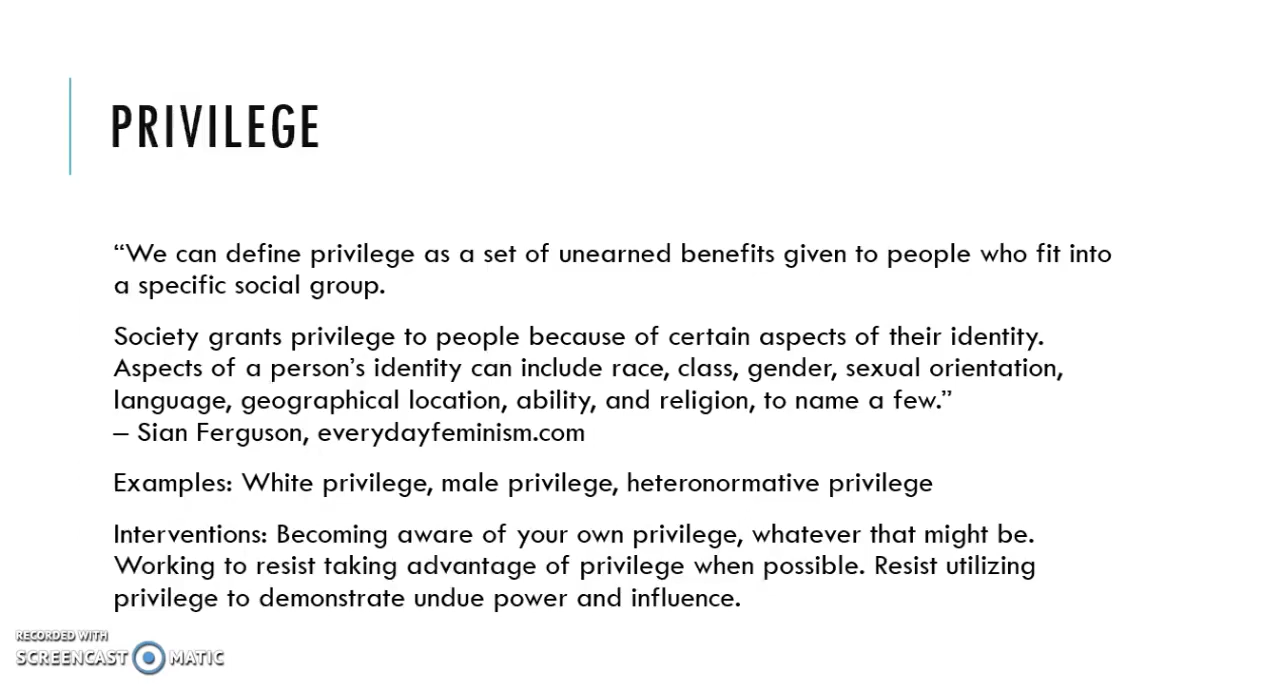 PRIVILEGE
“We can define privilege as a set of unearned benefits given to people who fit into
a specific social group.
Society grants privilege to people because of certain aspects of their identity.
Aspects of a person’s identity can include race, class, gender, sexual orientation,
language, geographical location, ability, and religion, to name a few.”
– Sian Ferguson, everydayfeminism.com
Examples: White privilege, male privilege, heteronormative privilege
Interventions: Becoming aware of your own privilege, whatever that might be.
Working to resist taking advantage of privilege when possible. Resist utilizing
privilege to demonstrate undue power and influence.
RECORDED WITH
SCREENCAST MATIC